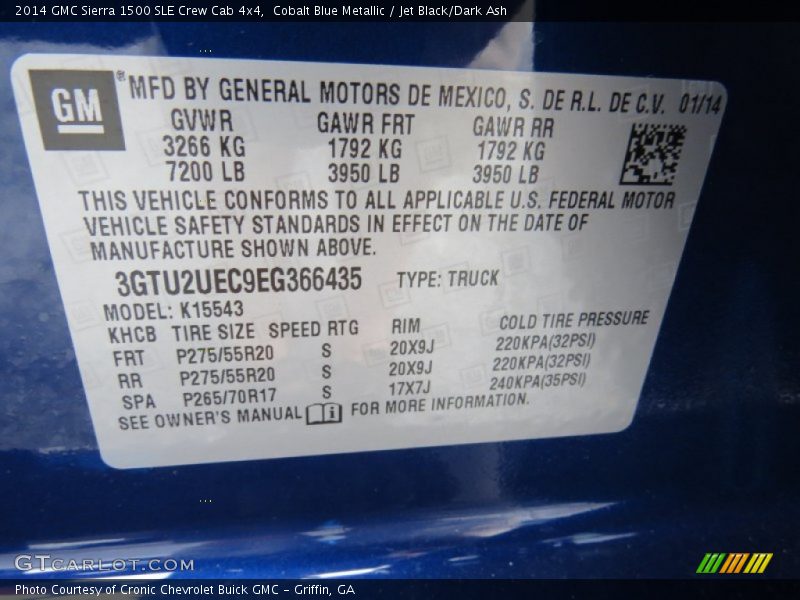 2014 GMC Sierra 1500 SLE Crew Cab 4x4,  Cobalt Blue Metallic / Jet Black/Dark Ash
GM ® MFD BY GENERAL MOTORS DE MEXICO, S. DE R.L. DE C.V. 01/14
GVWR GAWR FRT GAWR RR
3266 KG 1792 KG 1792 KG
7200 LB 3950 LB 3950 LB
THIS VEHICLE CONFORMS TO ALL APPLICABLE U.S. FEDERAL MOTOR
VEHICLE SAFETY STANDARDS IN EFFECT ON THE DATE OF
MANUFACTURE SHOWN ABOVE.
3GTU2UEC9EG366435 TYPE: TRUCK
MODEL: K15543
KHCB TIRE SIZE SPEED RTG RIM COLD TIRE PRESSURE
FRT P275/55R20 S 20X9J 220KPA(32PSI)
RR P275/55R20 S 20X9J 220KPA(32PSI)
SPA P265/70R17 S 17X7J 240KPA(35PSI)
SEE OWNER'S MANUAL FOR MORE INFORMATION.
GTCARLOT.COM
Photo Courtesy of Cronic Chevrolet Buick GMC – Griffin, GA